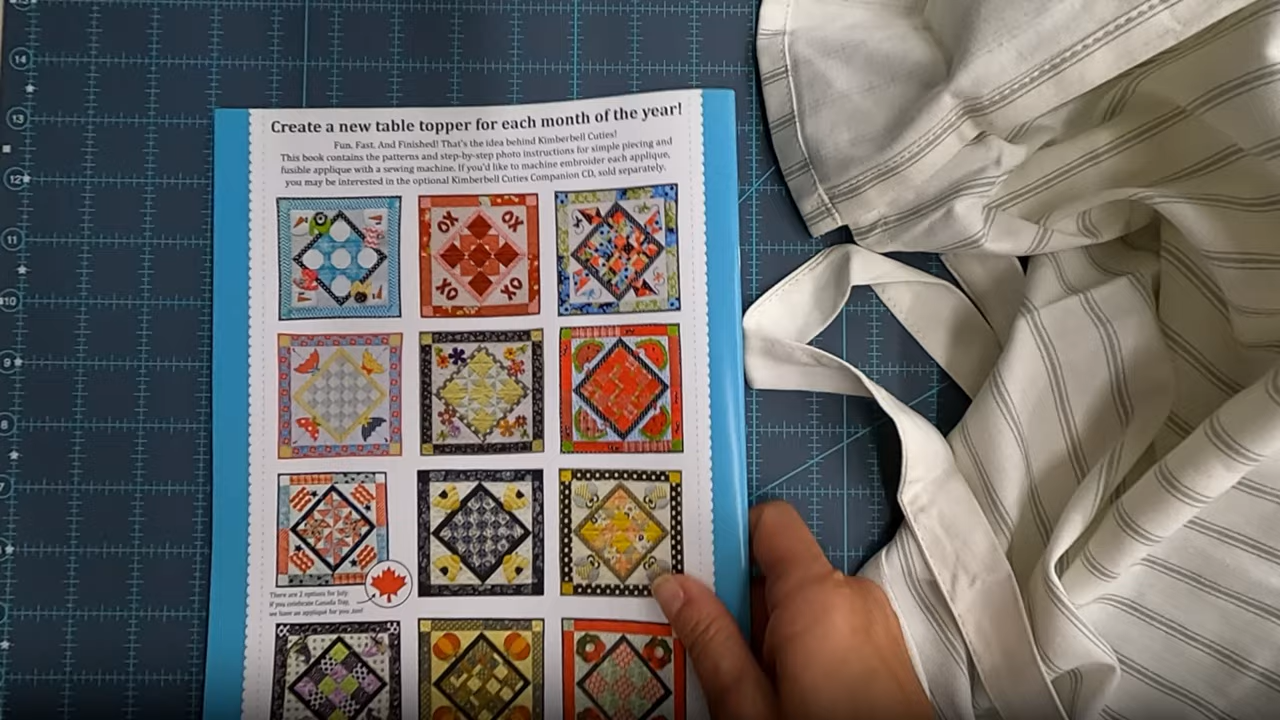 Create a new table topper for each month of the year!
Fun. Fast. And Finished! That's the idea behind Kimberbell Cuties!
This book contains the patterns and step-by-step photo instructions for simple piecing and
fusible applique with a sewing machine. If you'd like to machine embroider each applique,
you may be interested in the optional Kimberbell Cuties Companion CD, sold separately.
OX OX
XO XO
There are 2 options for July.
If you celebrate Canada Day,
we have an applique for you, too!
14
13
12
11
10
9
8
7